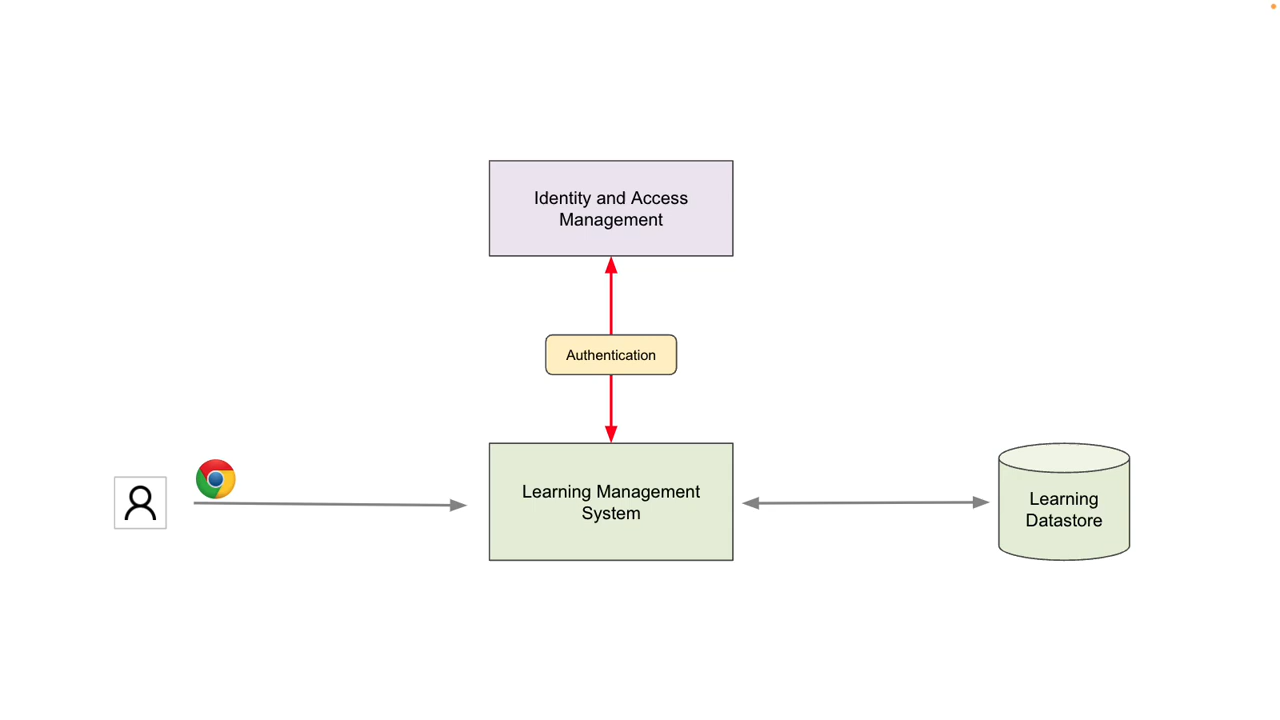 Identity and Access
Management
Authentication
Learning Management
System
Learning
Datastore